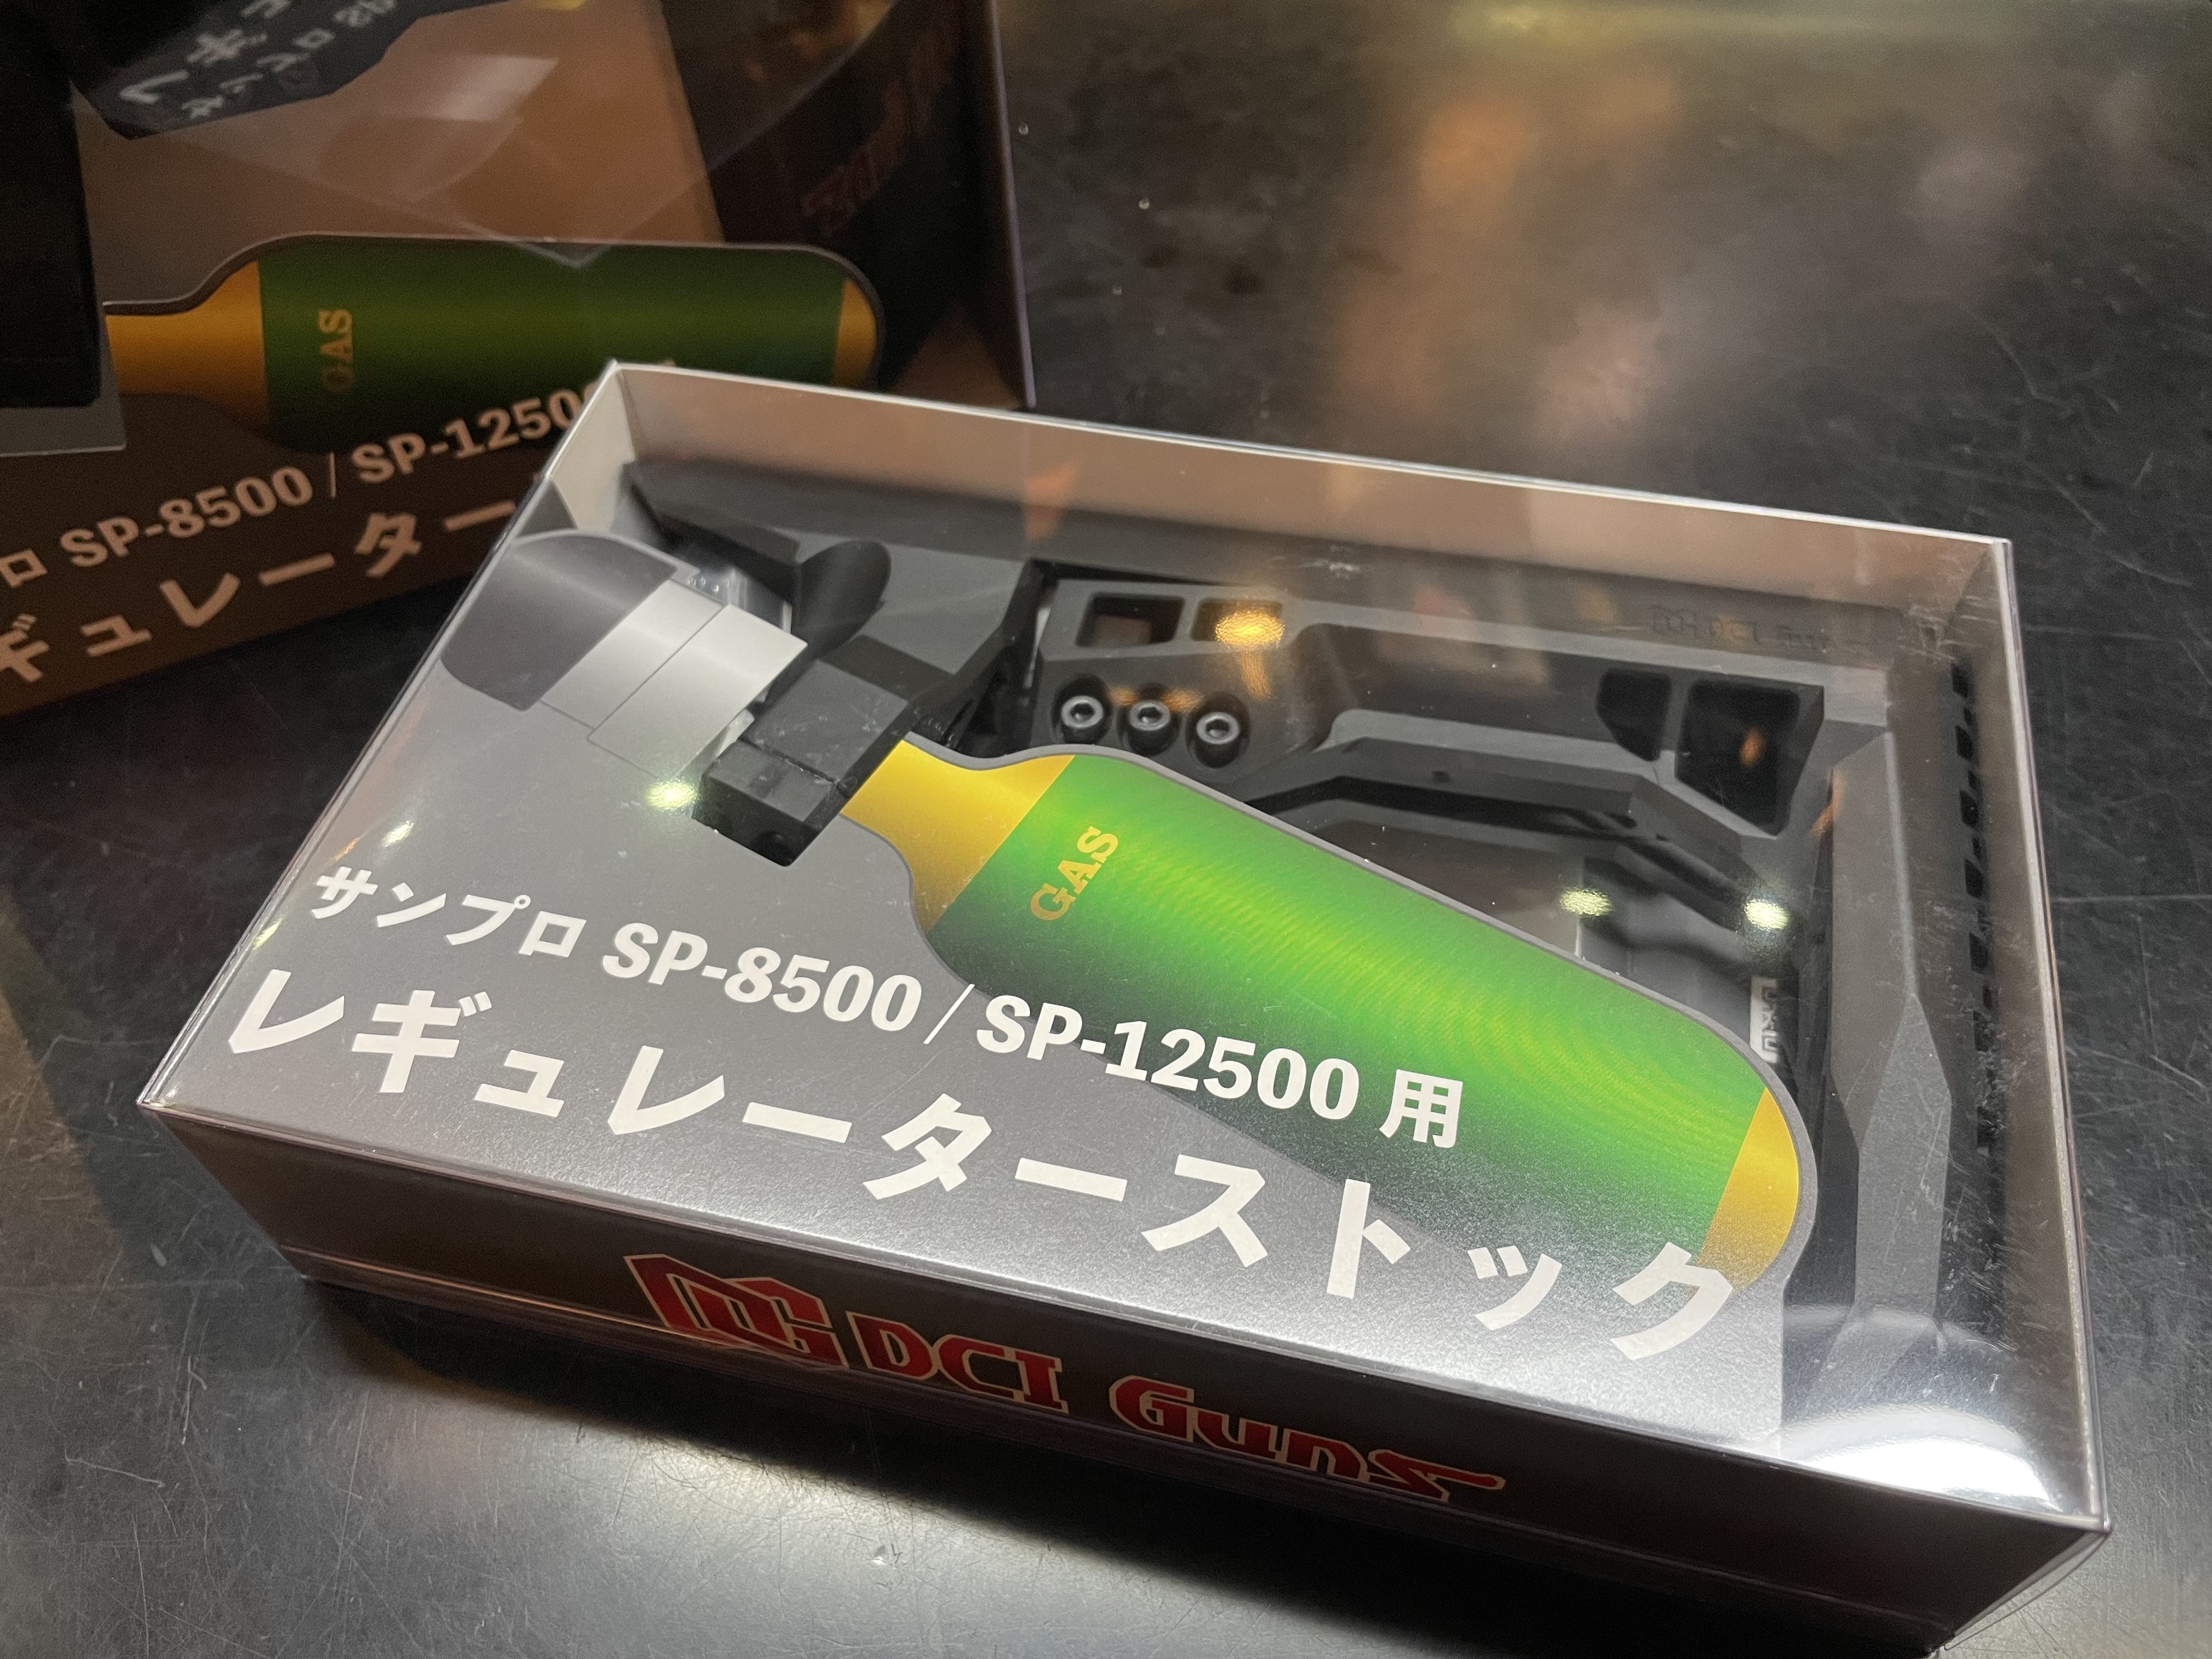 GAS
ロ SP-8500 / SP-1250
ギュレーター
GAS
サンプロ SP-8500 / SP-12500 用
レギュレーターストック
DCI Guns